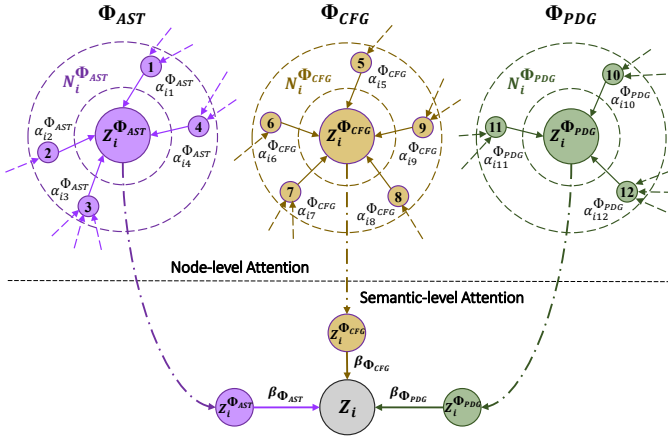 Φ_AST
Φ_CFG
Φ_PDG
N_i^Φ_AST
1
α_i1^Φ_AST
2
α_i2^Φ_AST
3
α_i3^Φ_AST
4
α_i4^Φ_AST
Z_i^Φ_AST
N_i^Φ_CFG
5
α_i5^Φ_CFG
6
α_i6^Φ_CFG
7
α_i7^Φ_CFG
8
α_i8^Φ_CFG
9
α_i9^Φ_CFG
Z_i^Φ_CFG
N_i^Φ_PDG
10
α_i10^Φ_PDG
11
α_i11^Φ_PDG
12
α_i12^Φ_PDG
Z_i^Φ_PDG
Node-level Attention
Semantic-level Attention
Z_i^Φ_CFG
β_Φ_CFG
Z_i^Φ_AST
β_Φ_AST
Z_i
β_Φ_PDG
Z_i^Φ_PDG